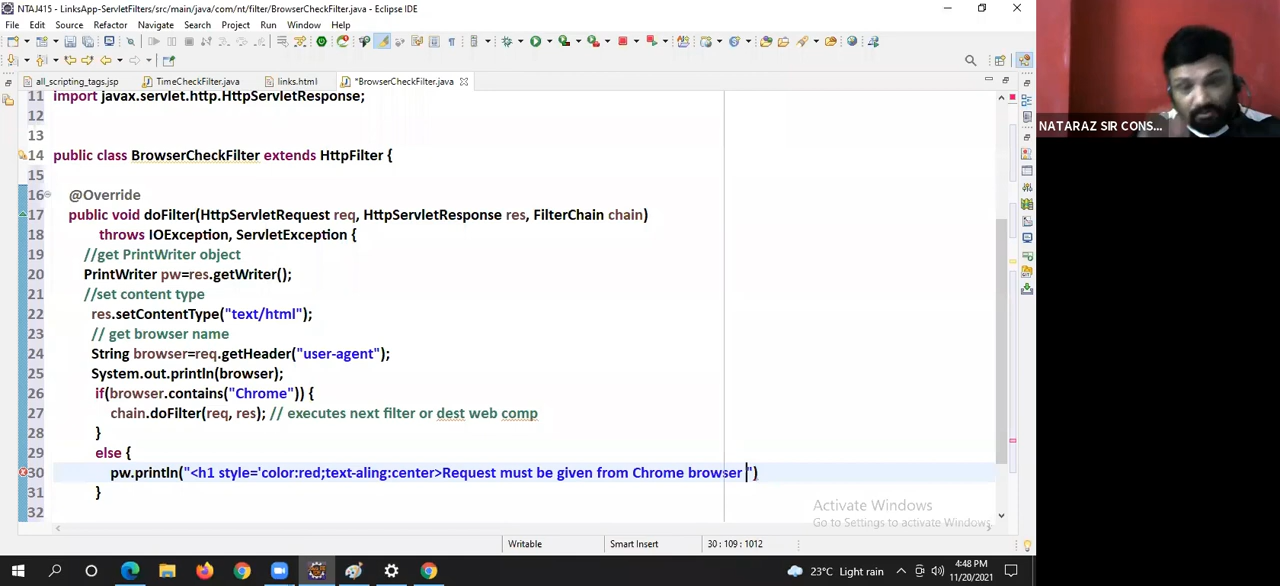 NTAJ415 - LinksApp-ServletFilters/src/main/java/com/nt/filter/BrowserCheckFilter.java - Eclipse IDE
File Edit Source Refactor Navigate Search Project Run Window Help
all_scripting_tags.jsp TimeCheckFilter.java links.html *BrowserCheckFilter.java
11 import javax.servlet.http.HttpServletResponse;
12
13
14 public class BrowserCheckFilter extends HttpFilter {
15
16 @Override
17 public void doFilter(HttpServletRequest req, HttpServletResponse res, FilterChain chain)
18 throws IOException, ServletException {
19 //get PrintWriter object
20 PrintWriter pw=res.getWriter();
21 //set content type
22 res.setContentType("text/html");
23 // get browser name
24 String browser=req.getHeader("user-agent");
25 System.out.println(browser);
26 if(browser.contains("Chrome")) {
27 chain.doFilter(req, res); // executes next filter or dest web comp
28 }
29 else {
30 pw.println("<h1 style='color:red;text-aling:center>Request must be given from Chrome browser ")
31 }
32
NATARAZ SIR CONS...
Activate Windows
Go to Settings to activate Windows.
Writable Smart Insert 30 : 109 : 1012
23°C Light rain 4:48 PM
11/20/2021